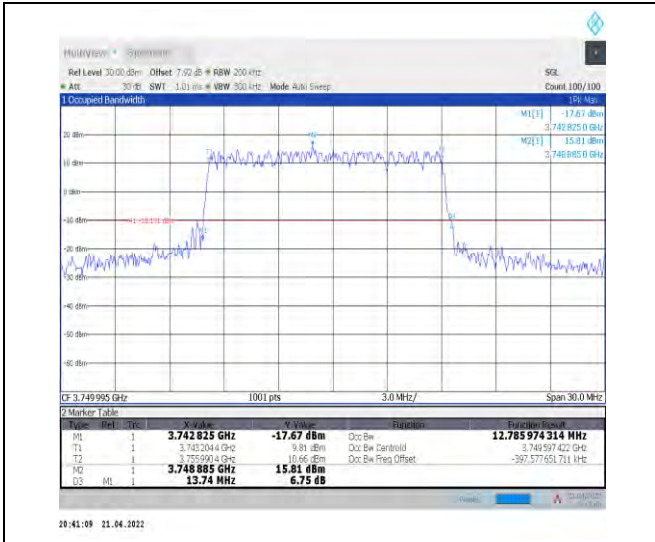 MultiView Spectrum
Ref Level 30.00 dBm Offset 7.92 dB RBW 200 kHz SGL
Att 30 dB SWT 1.01 ms VBW 500 kHz Mode Auto Sweep Count 100/100
1 Occupied Bandwidth 1Pk Max
M1[1] -17.67 dBm
3.742 825 0 GHz
M2[1] 15.81 dBm
3.748 885 0 GHz
20 dBm
10 dBm
0 dBm
-10 dBm
-20 dBm
-30 dBm
-40 dBm
-50 dBm
-60 dBm
CF 3.749 995 GHz 1001 pts 3.0 MHz/ Span 30.0 MHz
2 Marker Table
Type Ref Trc X-Value Y-Value Function Function Result
M1 1 3.742 825 GHz -17.67 dBm Occ Bw 12.785 974 314 MHz
T1 1 3.743 204 4 GHz 9.81 dBm Occ Bw Centroid 3.749 597 422 GHz
T2 1 3.755 990 4 GHz 10.66 dBm Occ Bw Freq Offset -397.577 651 711 kHz
M2 1 3.748 885 GHz 15.81 dBm
D3 M1 1 13.74 MHz 6.75 dB
20:41:09 21.04.2022